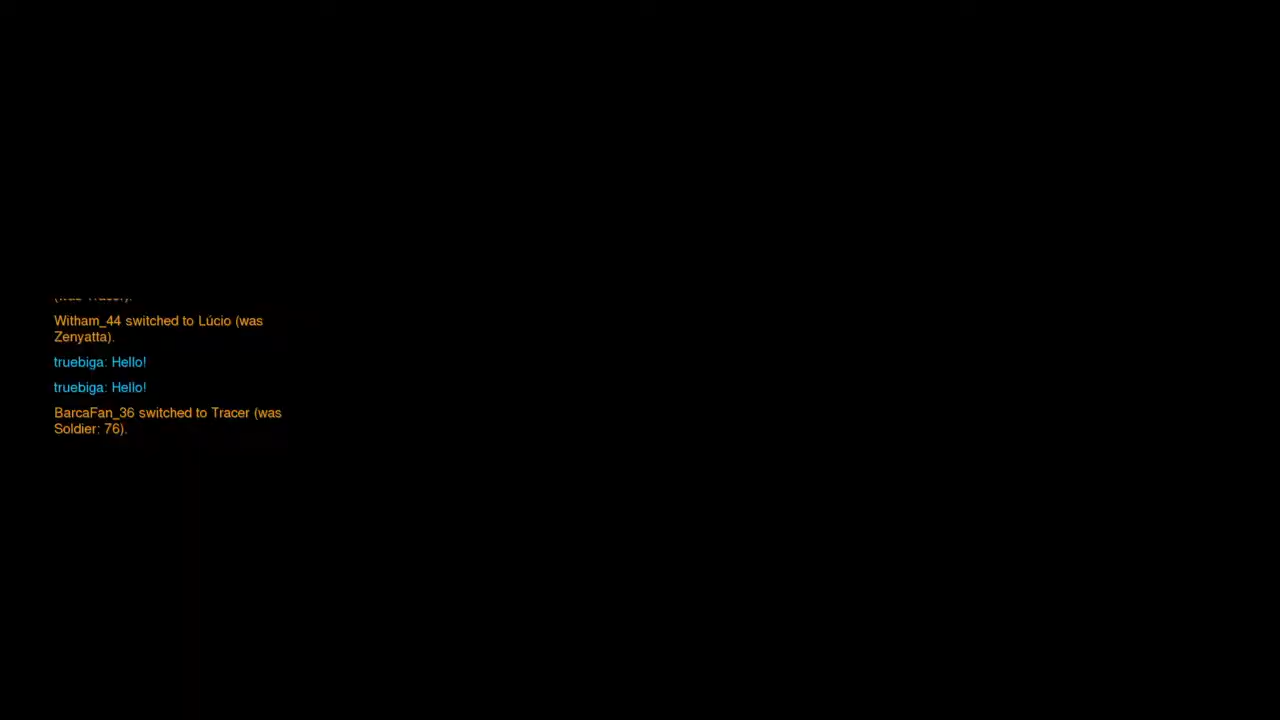 Witham_44 switched to Lúcio (was
Zenyatta).
truebiga: Hello!
truebiga: Hello!
BarcaFan_36 switched to Tracer (was
Soldier: 76).